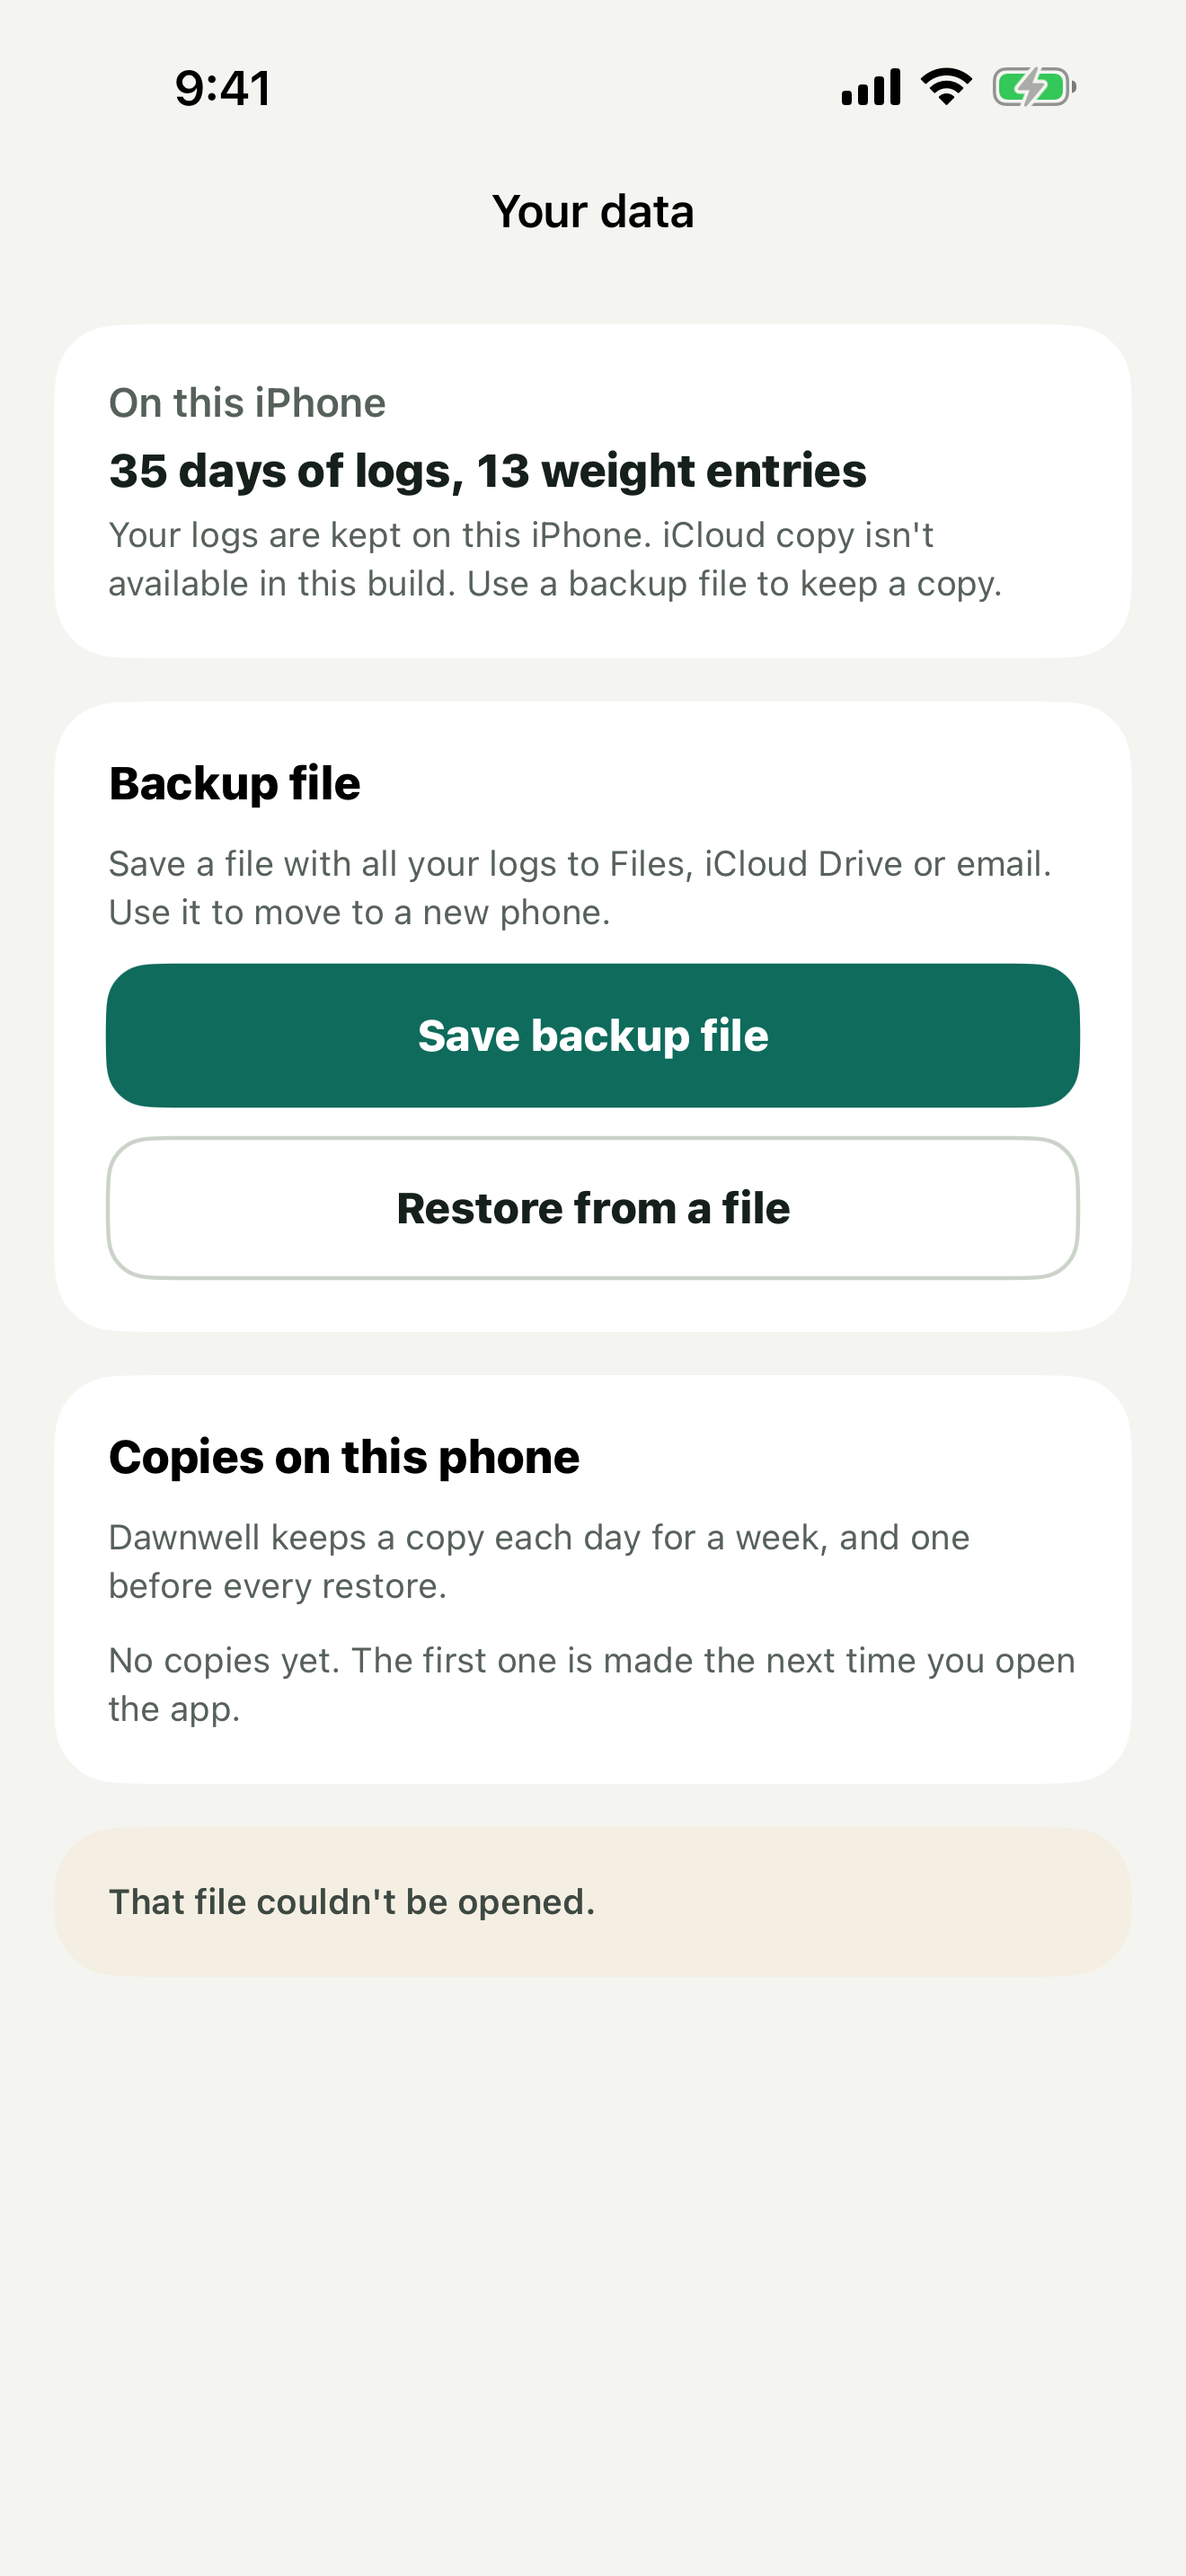 9:41
Your data
On this iPhone
35 days of logs, 13 weight entries
Your logs are kept on this iPhone. iCloud copy isn't
available in this build. Use a backup file to keep a copy.
Backup file
Save a file with all your logs to Files, iCloud Drive or email.
Use it to move to a new phone.
Save backup file
Restore from a file
Copies on this phone
Dawnwell keeps a copy each day for a week, and one
before every restore.
No copies yet. The first one is made the next time you open
the app.
That file couldn't be opened.